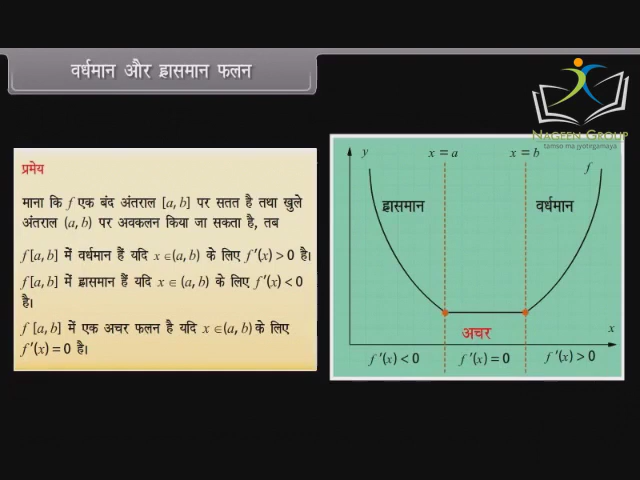 वर्धमान और ह्रासमान फलन
NAGEEN GROUP
tamso ma jyotegamaya
प्रमेय
माना कि f एक बंद अंतराल [a, b] पर सतत है तथा खुले
अंतराल (a, b) पर अवकलन किया जा सकता है, तब
f [a, b] में वर्धमान हैं यदि x ∈ (a, b) के लिए f ′(x) > 0 है।
f [a, b] में ह्रासमान हैं यदि x ∈ (a, b) के लिए f ′(x) < 0
है।
f [a, b] में एक अचर फलन है यदि x ∈ (a, b) के लिए
f ′(x) = 0 है।
y x = a x = b f
ह्रासमान वर्धमान
अचर x
f ′(x) < 0 f ′(x) = 0 f ′(x) > 0